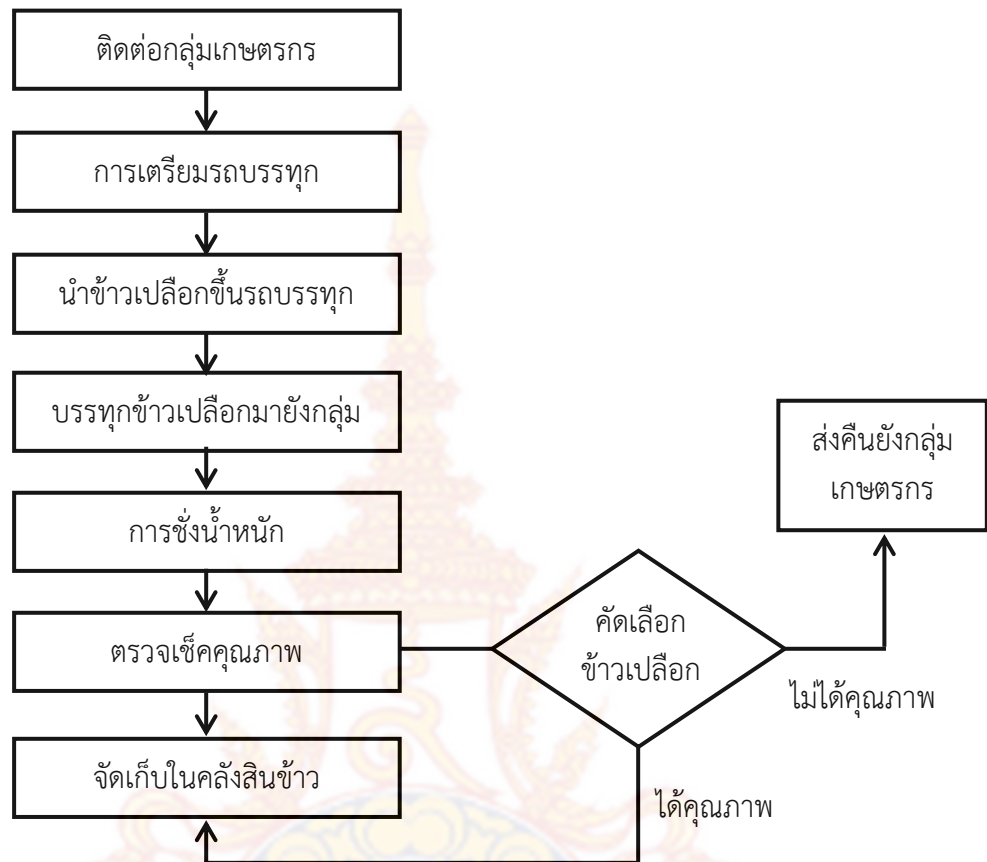 ติดต่อกลุ่มเกษตรกร
การเตรียมรถบรรทุก
นำข้าวเปลือกขึ้นรถบรรทุก
บรรทุกข้าวเปลือกมายังกลุ่ม
การชั่งน้ำหนัก
ตรวจเช็คคุณภาพ
จัดเก็บในคลังสินข้าว
คัดเลือก
ข้าวเปลือก
ส่งคืนยังกลุ่ม
เกษตรกร
ไม่ได้คุณภาพ
ได้คุณภาพ